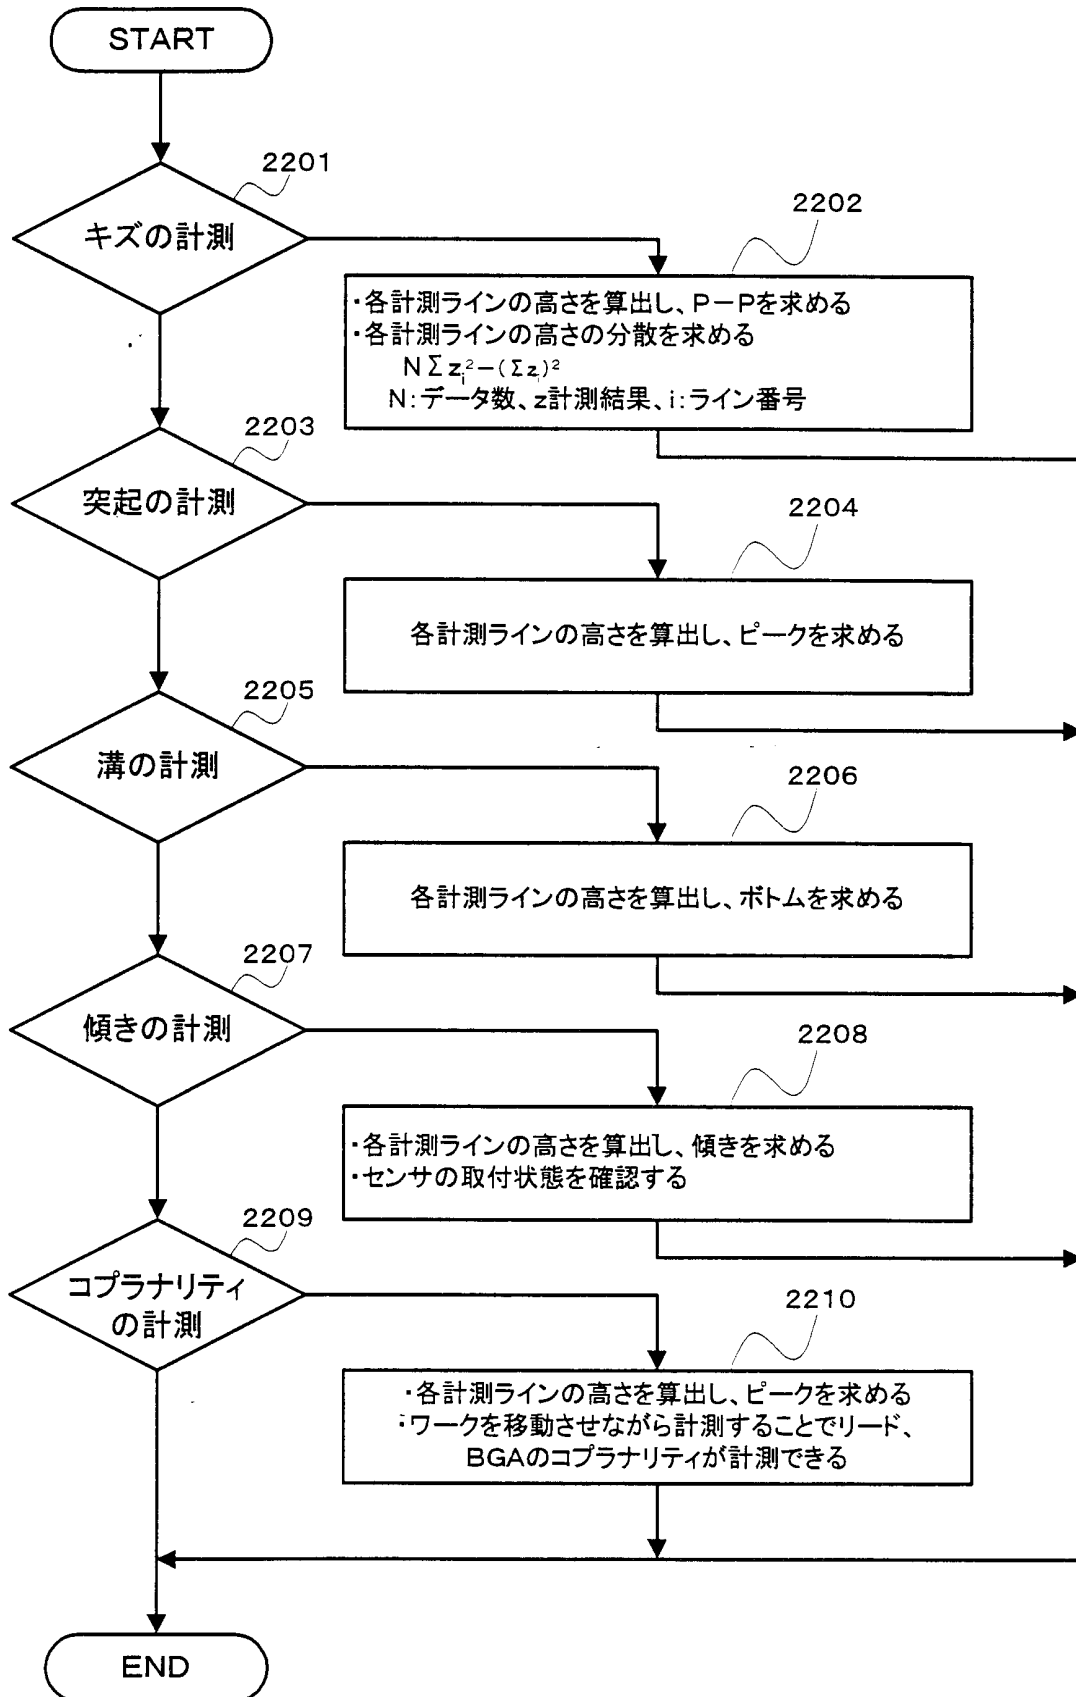 START
2201
キズの計測
2202
・各計測ラインの高さを算出し、P－Pを求める
・各計測ラインの高さの分散を求める
NΣzi²－(Σzi)²
N：データ数、z計測結果、i：ライン番号
2203
突起の計測
2204
各計測ラインの高さを算出し、ピークを求める
2205
溝の計測
2206
各計測ラインの高さを算出し、ボトムを求める
2207
傾きの計測
2208
・各計測ラインの高さを算出し、傾きを求める
・センサの取付状態を確認する
2209
コプラナリティ
の計測
2210
・各計測ラインの高さを算出し、ピークを求める
・ワークを移動させながら計測することでリード、
BGAのコプラナリティが計測できる
END